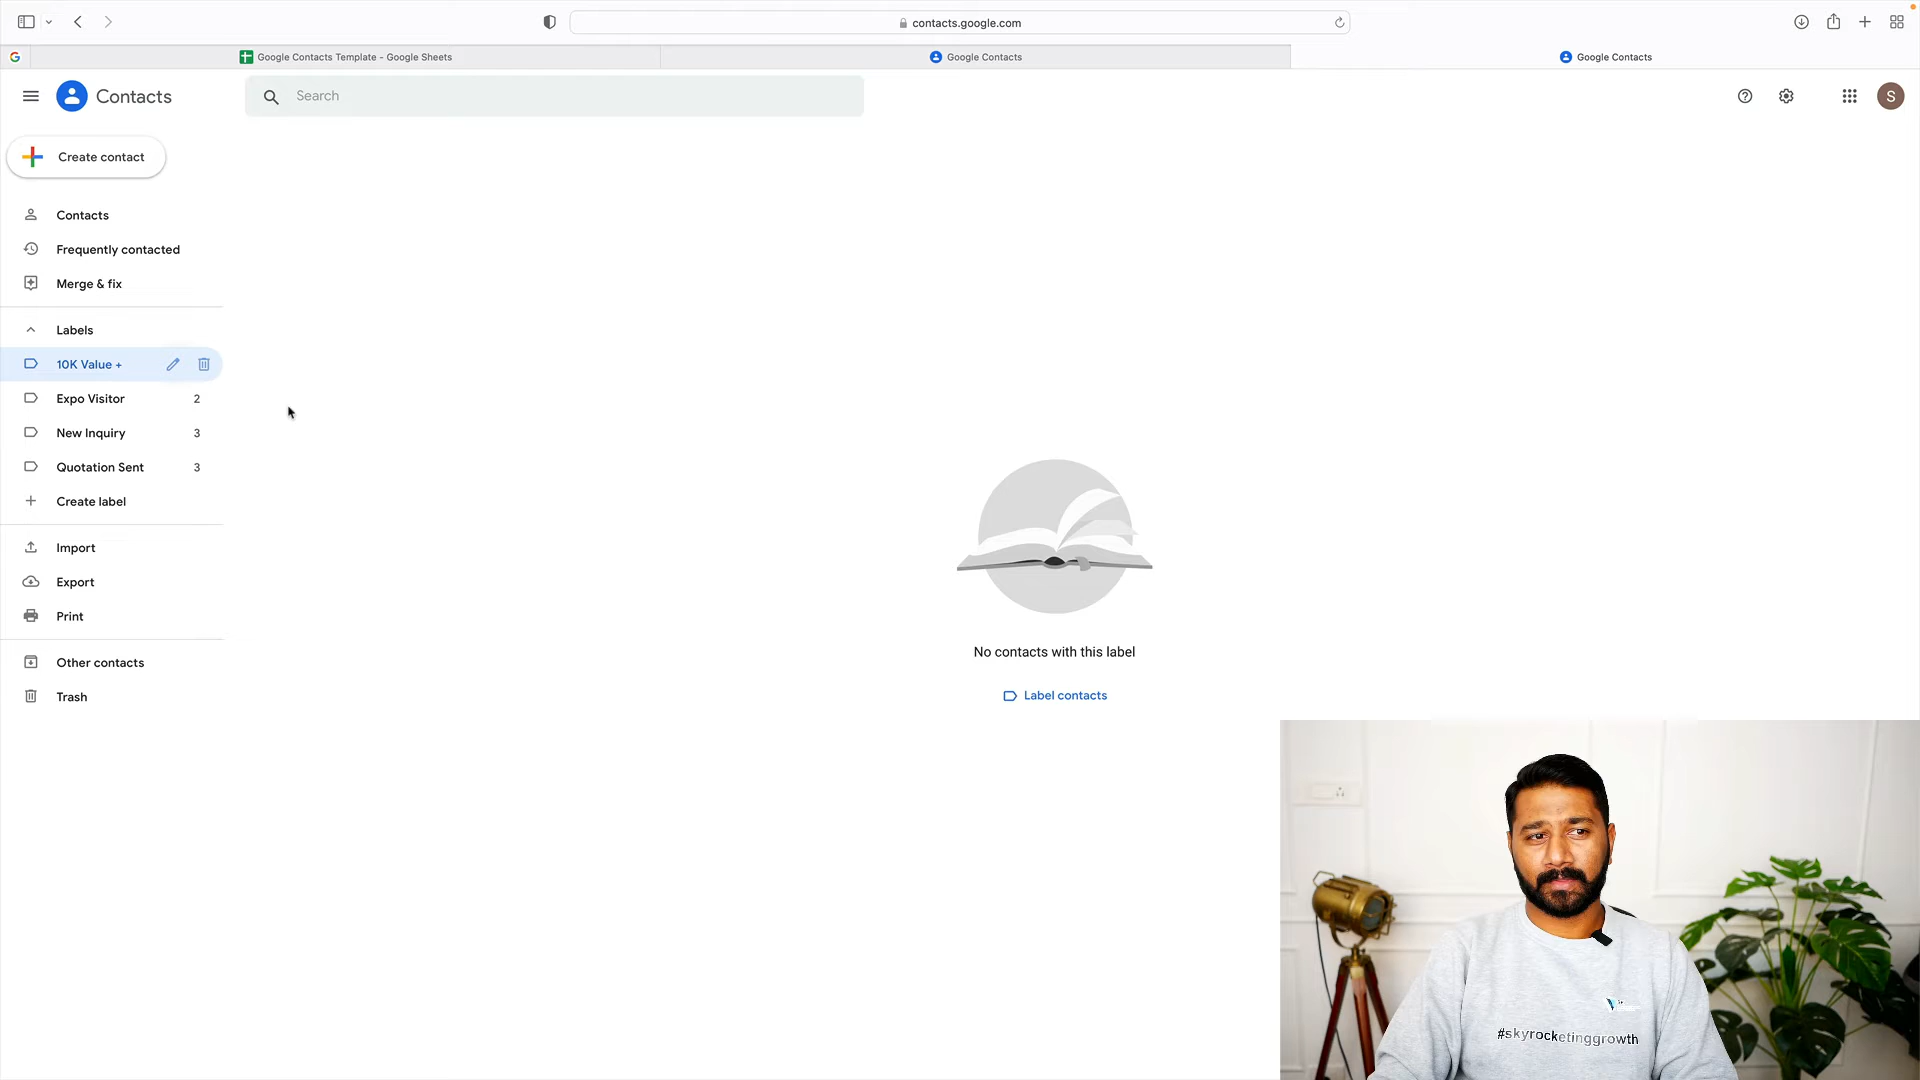 contacts.google.com
Google Contacts Template - Google Sheets
Google Contacts
Google Contacts
Contacts
Search
S
Create contact
Contacts
Frequently contacted
Merge & fix
Labels
10K Value +
Expo Visitor 2
New Inquiry 3
Quotation Sent 3
Create label
Import
Export
Print
Other contacts
Trash
No contacts with this label
Label contacts
#skyrocketinggrowth